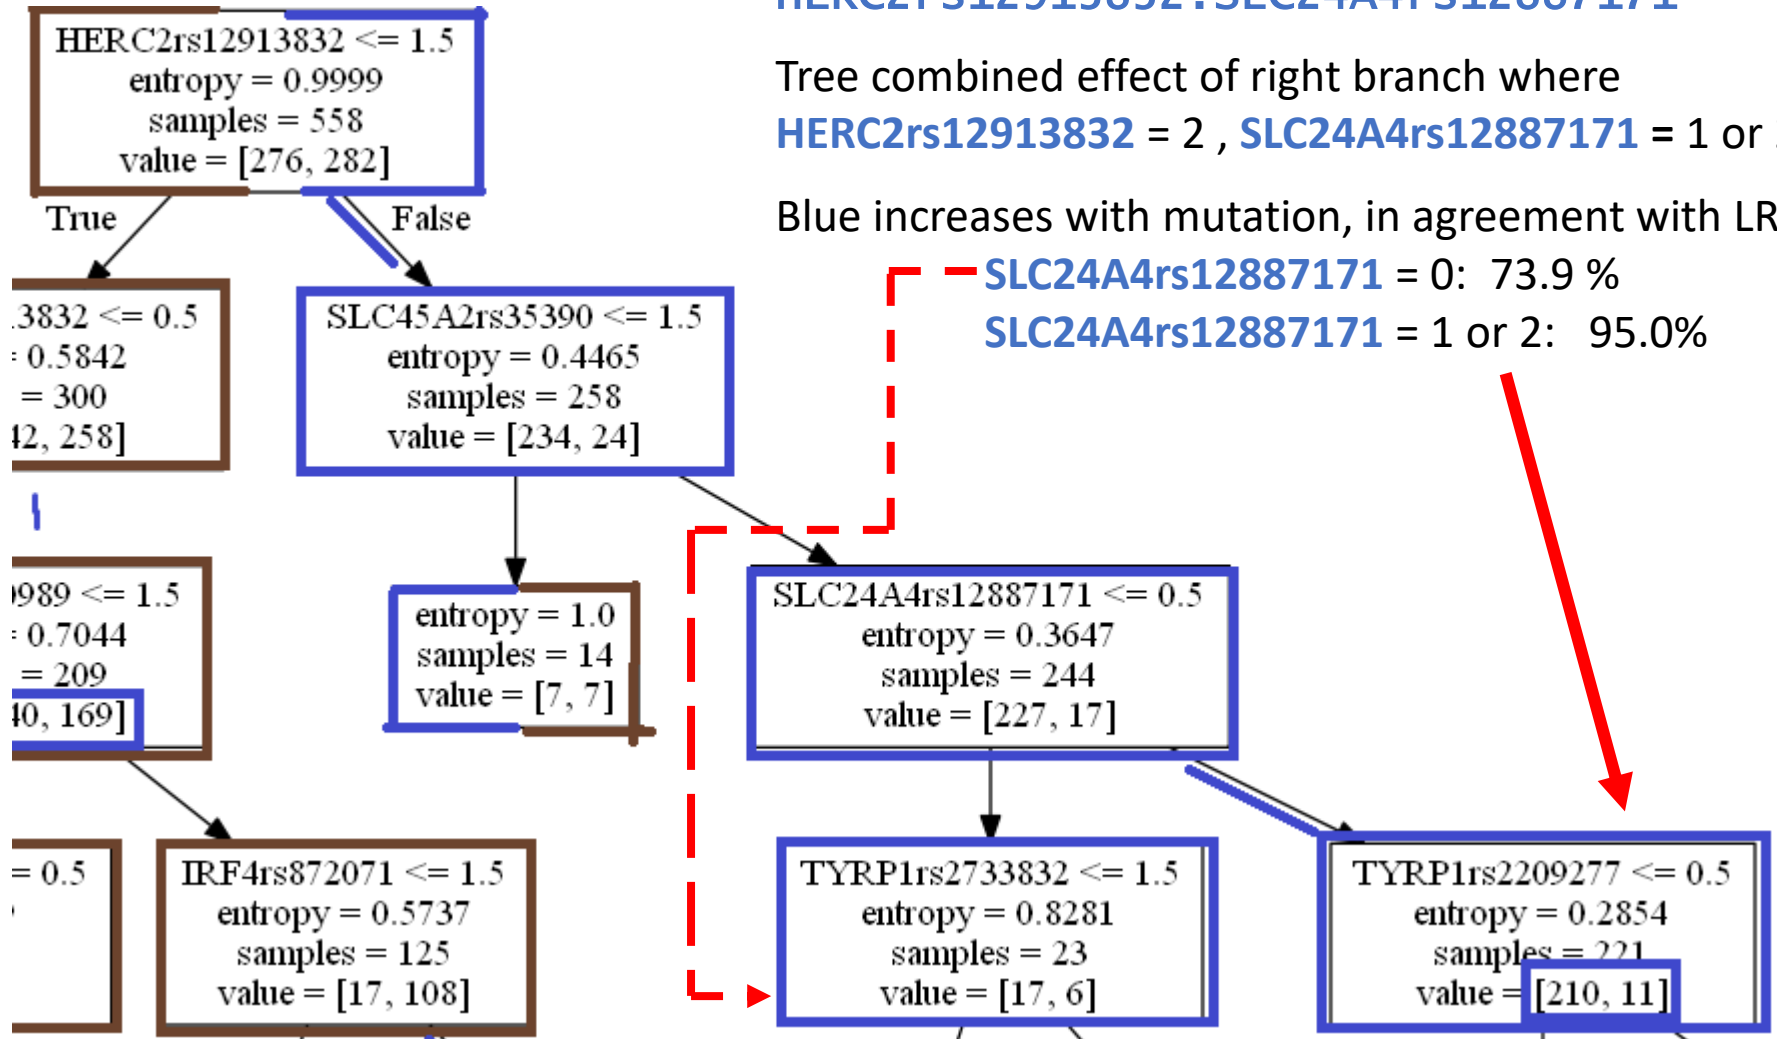 HERC2rs12913832:SLC24A4rs12887171
Tree combined effect of right branch where
HERC2rs12913832 = 2 , SLC24A4rs12887171 = 1 or
Blue increases with mutation, in agreement with LR
SLC24A4rs12887171 = 0: 73.9 %
SLC24A4rs12887171 = 1 or 2: 95.0%
HERC2rs12913832 <= 1.5
entropy = 0.9999
samples = 558
value = [276, 282]
True
False
3832 <= 0.5
= 0.5842
= 300
42, 258]
SLC45A2rs35390 <= 1.5
entropy = 0.4465
samples = 258
value = [234, 24]
989 <= 1.5
= 0.7044
= 209
40, 169]
entropy = 1.0
samples = 14
value = [7, 7]
SLC24A4rs12887171 <= 0.5
entropy = 0.3647
samples = 244
value = [227, 17]
= 0.5
IRF4rs872071 <= 1.5
entropy = 0.5737
samples = 125
value = [17, 108]
TYRP1rs2733832 <= 1.5
entropy = 0.8281
samples = 23
value = [17, 6]
TYRP1rs2209277 <= 0.5
entropy = 0.2854
samples = 221
value = [210, 11]